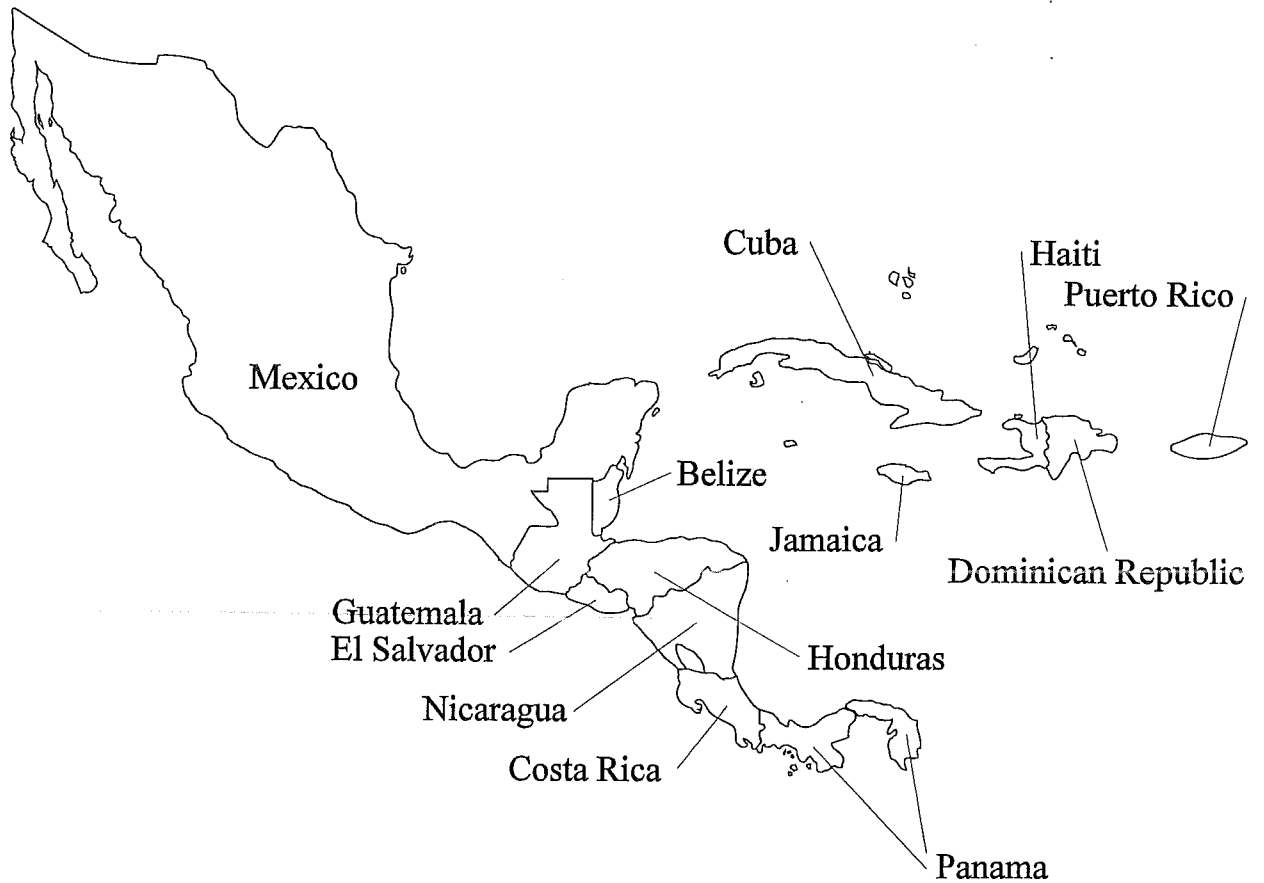 Cuba
Haiti
Puerto Rico
Mexico
Belize
Jamaica
Dominican Republic
Guatemala
El Salvador
Honduras
Nicaragua
Costa Rica
Panama